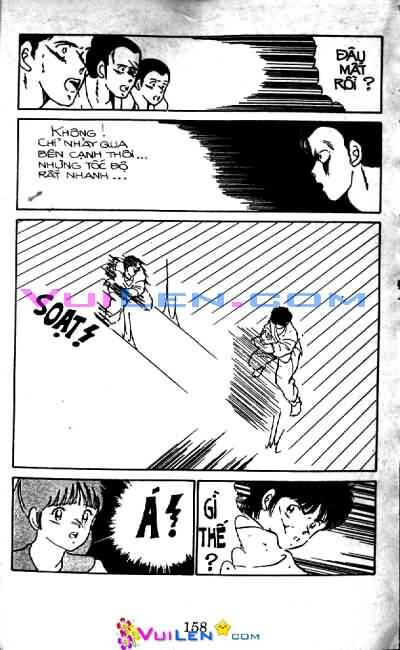 ĐÂU
MẤT
RỒI ?
KHÔNG !
CHỈ NHẢY QUA
BÊN CẠNH THÔI...
NHƯNG TỐC ĐỘ
RẤT NHANH...
VUILEN.COM
SOẠT !
Á !
GÌ
THẾ
?
158
VUILEN.COM